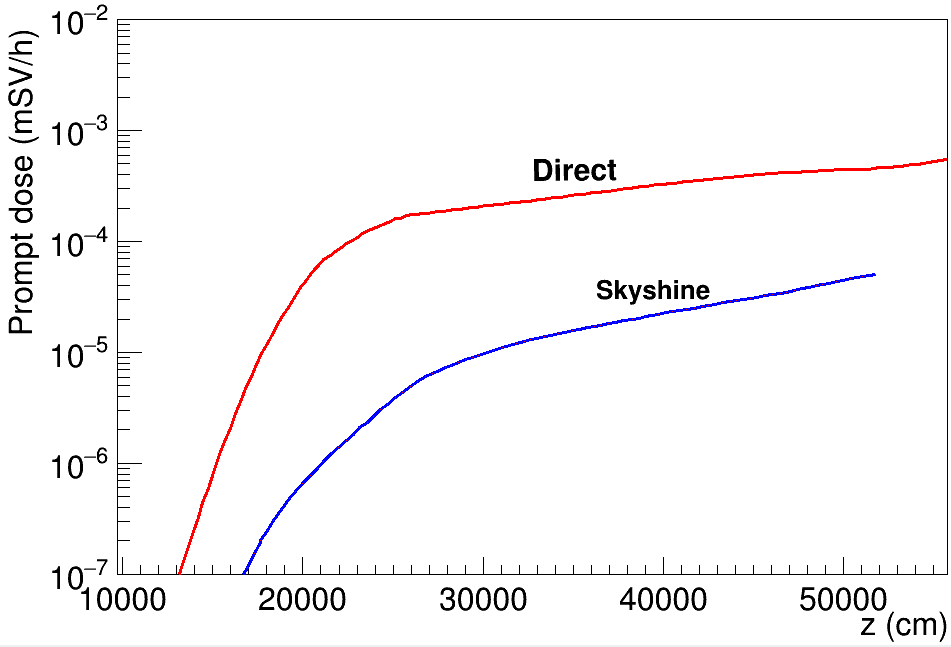 Prompt dose (mSV/h)
10⁻²
10⁻³
10⁻⁴
10⁻⁵
10⁻⁶
10⁻⁷
Direct
Skyshine
10000 20000 30000 40000 50000
z (cm)